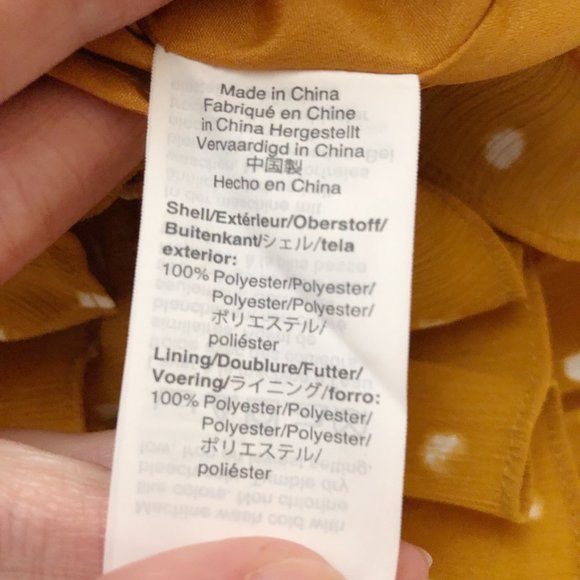 Made in China
Fabriqué en Chine
in China Hergestellt
Vervaardigd in China
中国製
Hecho en China
Shell/Extérieur/Oberstoff/
Buitenkant/シェル/tela
exterior:
100% Polyester/Polyester/
Polyester/Polyester/
ポリエステル/
poliéster
Lining/Doublure/Futter/
Voering/ライニング/forro:
100% Polyester/Polyester/
Polyester/Polyester/
ポリエステル/
poliéster